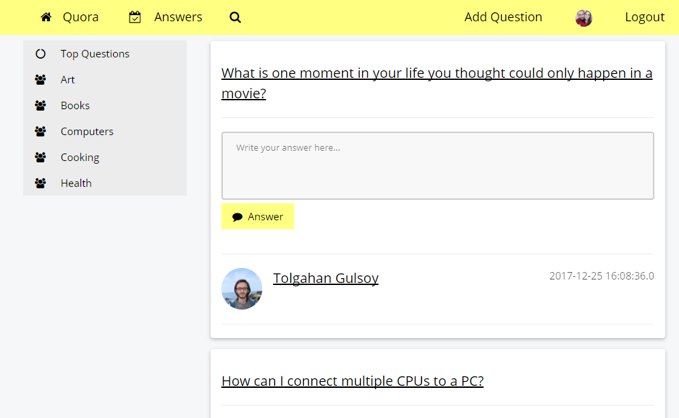 Quora Answers Add Question Logout
Top Questions
Art
Books
Computers
Cooking
Health
What is one moment in your life you thought could only happen in a
movie?
Write your answer here...
Answer
Tolgahan Gulsoy 2017-12-25 16:08:36.0
How can I connect multiple CPUs to a PC?